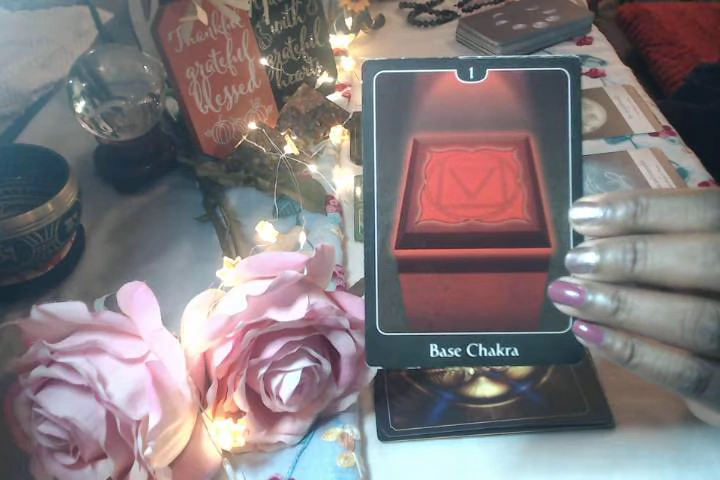 Thankful
grateful
blessed
with
grateful
hearts
1
Base Chakra